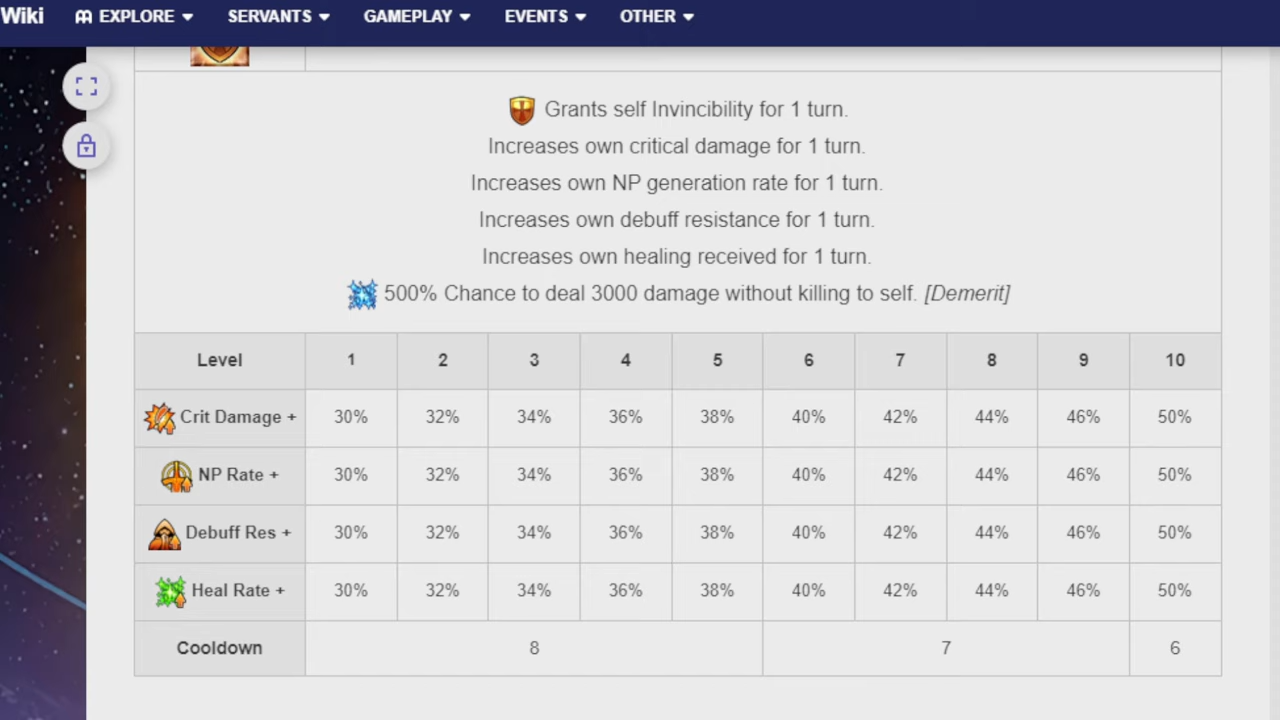 Wiki EXPLORE SERVANTS GAMEPLAY EVENTS OTHER
Grants self Invincibility for 1 turn.
Increases own critical damage for 1 turn.
Increases own NP generation rate for 1 turn.
Increases own debuff resistance for 1 turn.
Increases own healing received for 1 turn.
500% Chance to deal 3000 damage without killing to self. [Demerit]
Level 1 2 3 4 5 6 7 8 9 10
Crit Damage + 30% 32% 34% 36% 38% 40% 42% 44% 46% 50%
NP Rate + 30% 32% 34% 36% 38% 40% 42% 44% 46% 50%
Debuff Res + 30% 32% 34% 36% 38% 40% 42% 44% 46% 50%
Heal Rate + 30% 32% 34% 36% 38% 40% 42% 44% 46% 50%
Cooldown 8 7 6